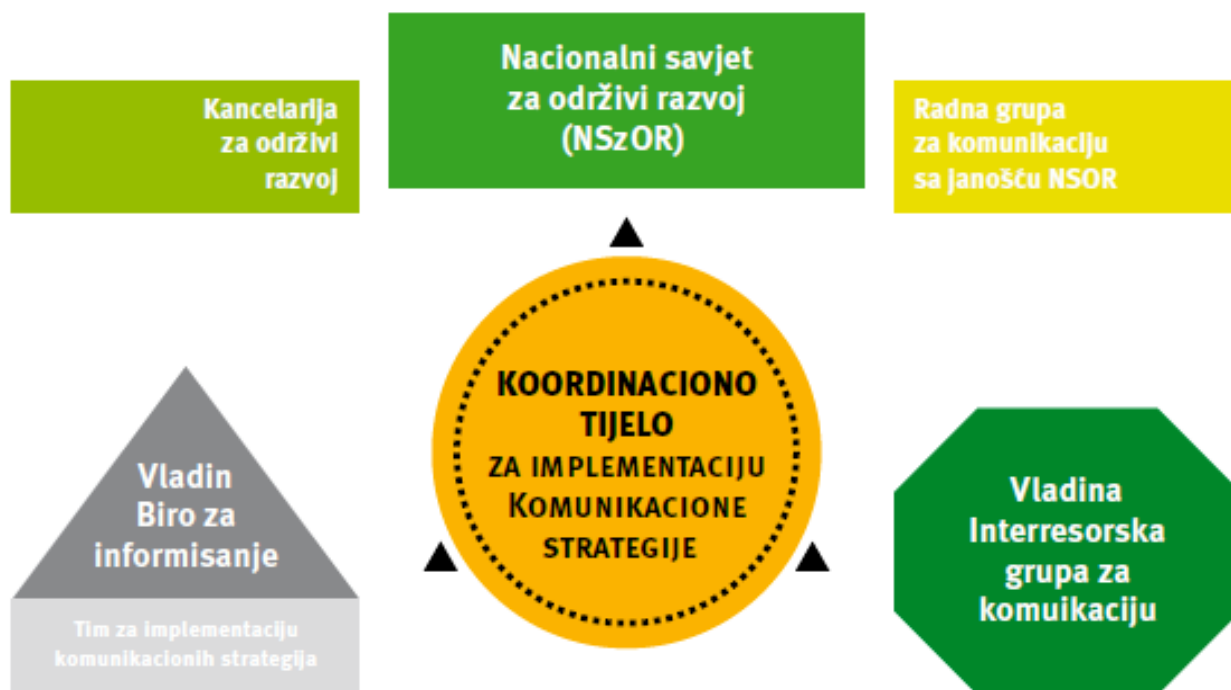 Kancelarija
za održivi
razvoj
Nacionalni savjet
za održivi razvoj
(NSzOR)
Radna grupa
za komunikaciju
sa janošću NSOR
KOORDINACIONO
TIJELO
ZA IMPLEMENTACIJU
KOMUNIKACIONE
STRATEGIJE
Vladin
Biro za
informisanje
Tim za implementaciju
komunikacionih strategija
Vladina
Interresorska
grupa za
komuikaciju